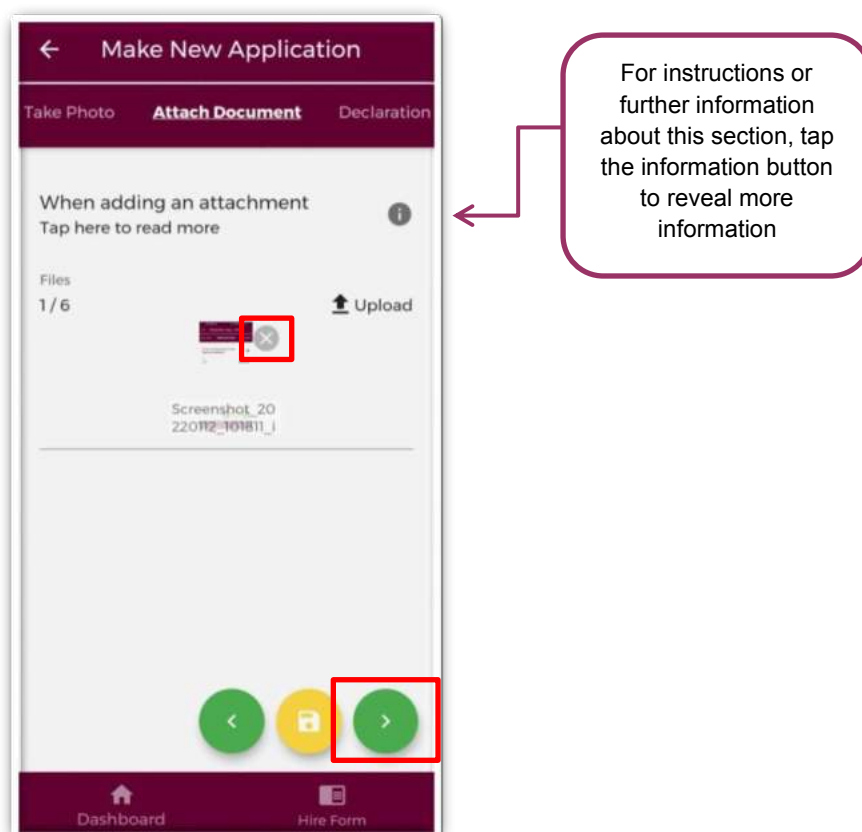 Make New Application
Take Photo Attach Document Declaration
When adding an attachment
Tap here to read more
Files
1 / 6
Upload
Screenshot_20
220112_101811_i
Dashboard
Hire Form
For instructions or
further information
about this section, tap
the information button
to reveal more
information